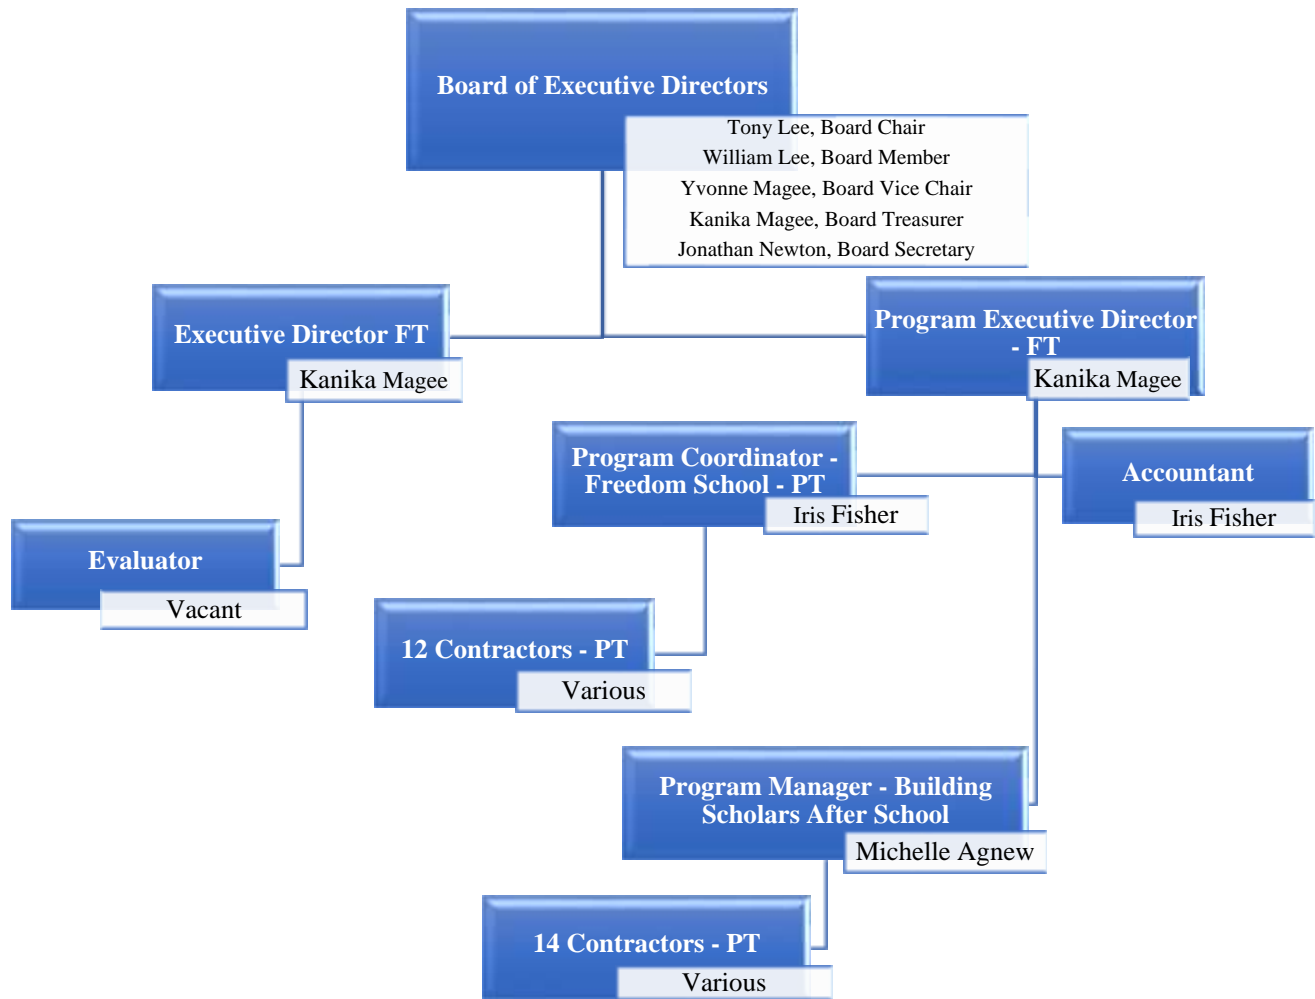 Board of Executive Directors
Tony Lee, Board Chair
William Lee, Board Member
Yvonne Magee, Board Vice Chair
Kanika Magee, Board Treasurer
Jonathan Newton, Board Secretary
Executive Director FT
Kanika Magee
Program Executive Director
- FT
Kanika Magee
Program Coordinator -
Freedom School - PT
Iris Fisher
Accountant
Iris Fisher
Evaluator
Vacant
12 Contractors - PT
Various
Program Manager - Building
Scholars After School
Michelle Agnew
14 Contractors - PT
Various